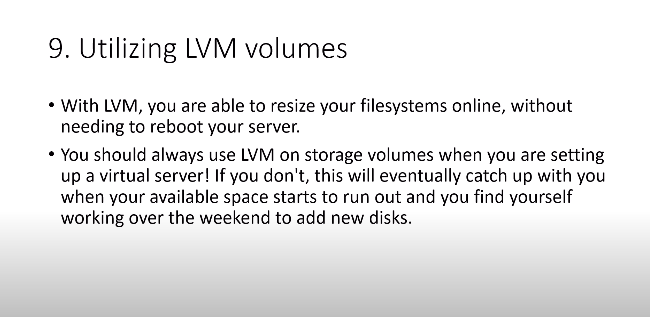 9. Utilizing LVM volumes
• With LVM, you are able to resize your filesystems online, without
needing to reboot your server.
• You should always use LVM on storage volumes when you are setting
up a virtual server! If you don't, this will eventually catch up with you
when your available space starts to run out and you find yourself
working over the weekend to add new disks.